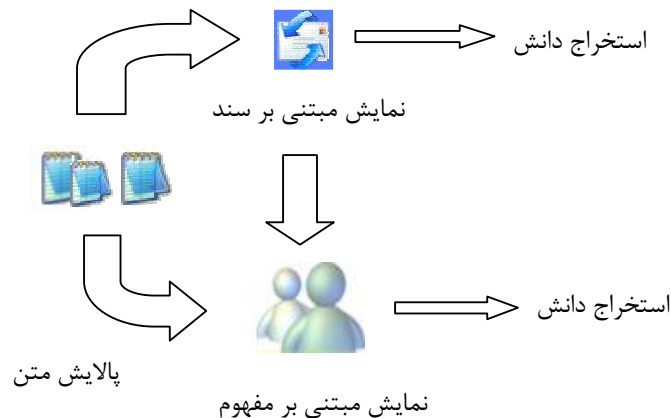 استخراج دانش
نمایش مبتنی بر سند
استخراج دانش
پالایش متن
نمایش مبتنی بر مفهوم